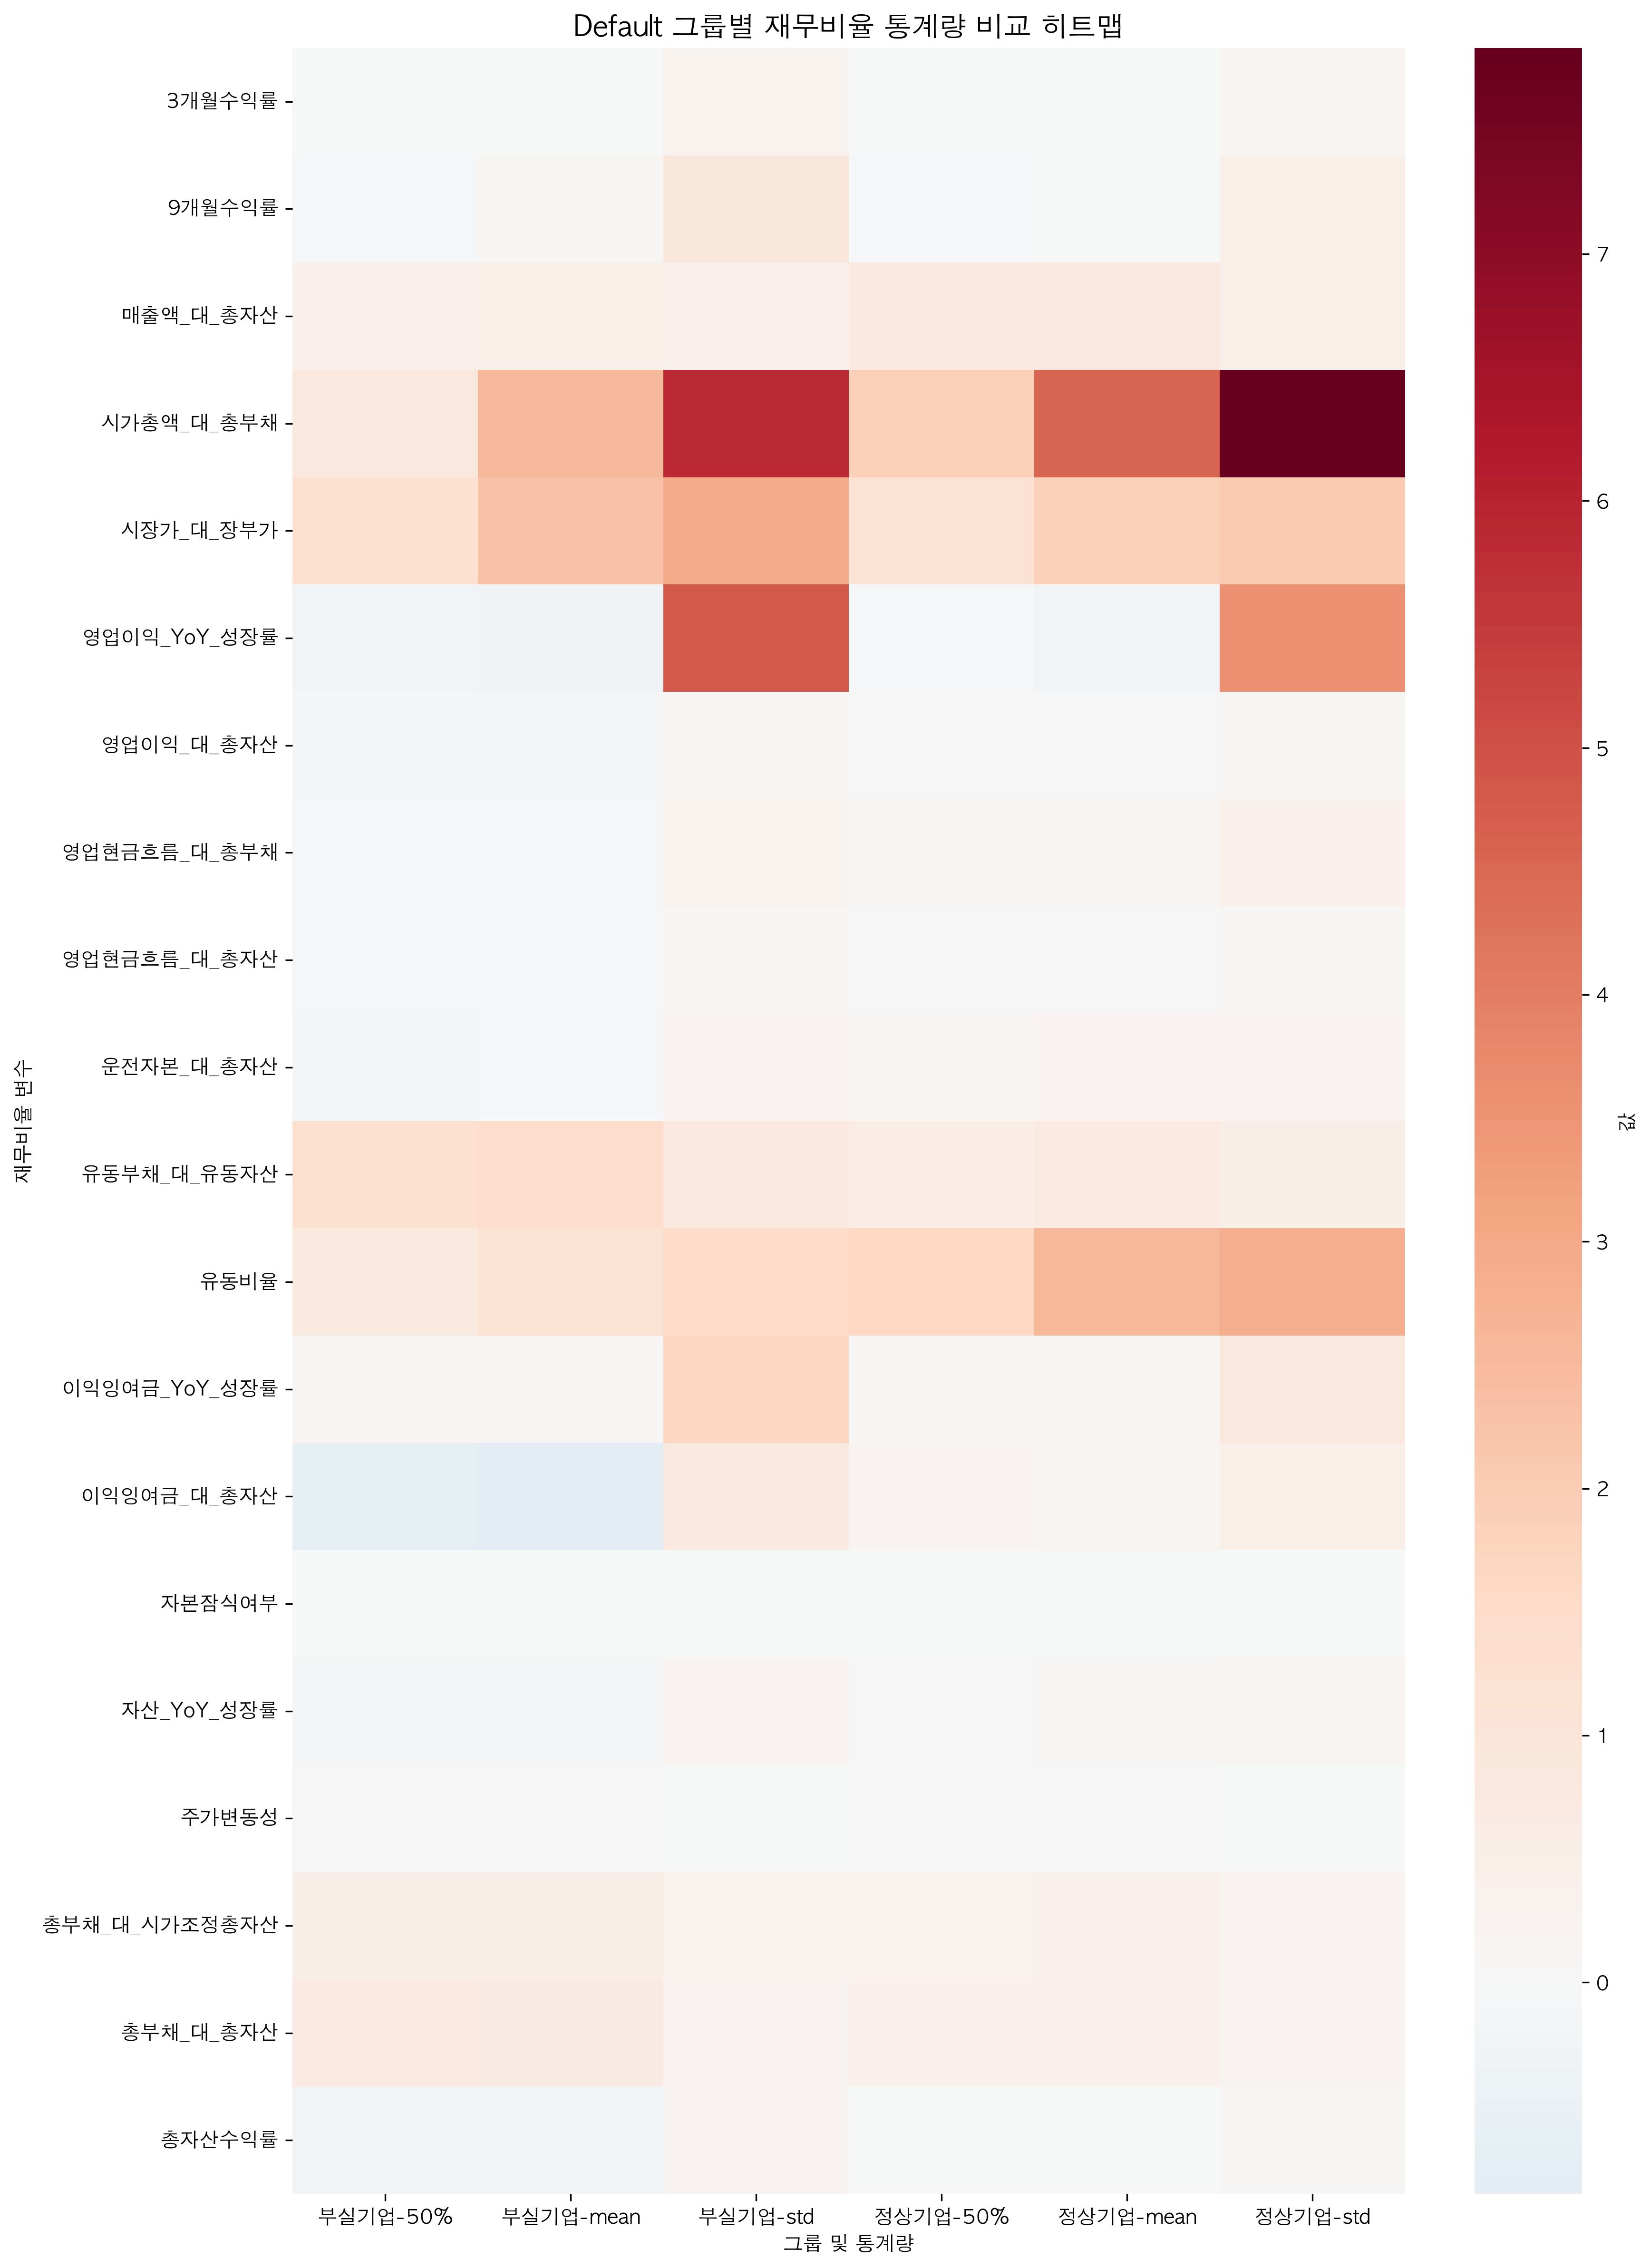 Default 그룹별 재무비율 통계량 비교 히트맵
재무비율 변수
3개월수익률
9개월수익률
매출액_대_총자산
시가총액_대_총부채
시장가_대_장부가
영업이익_YoY_성장률
영업이익_대_총자산
영업현금흐름_대_총부채
영업현금흐름_대_총자산
운전자본_대_총자산
유동부채_대_유동자산
유동비율
이익잉여금_YoY_성장률
이익잉여금_대_총자산
자본잠식여부
자산_YoY_성장률
주가변동성
총부채_대_시가조정총자산
총부채_대_총자산
총자산수익률
부실기업-50% 부실기업-mean 부실기업-std 정상기업-50% 정상기업-mean 정상기업-std
그룹 및 통계량
7
6
5
4
3
2
1
0
값